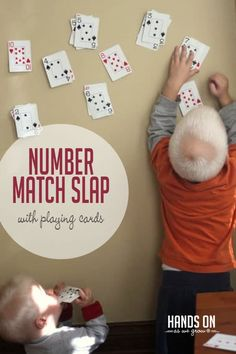 NUMBER
MATCH SLAP
with playing cards
HANDS ON
as we grow®